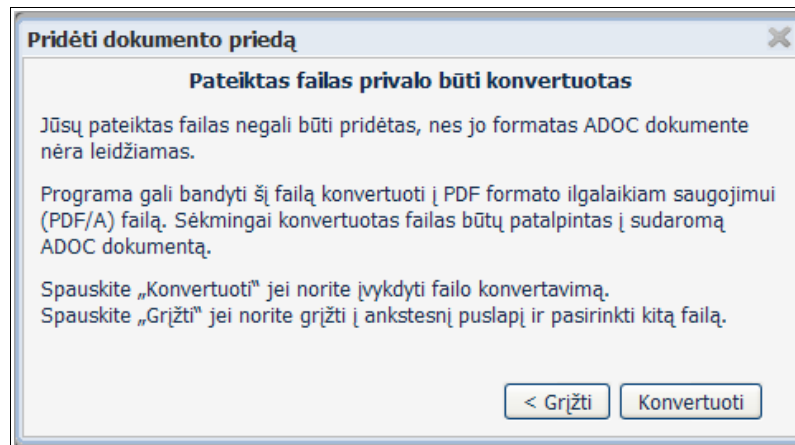 Pridėti dokumento priedą
Pateiktas failas privalo būti konvertuotas
Jūsų pateiktas failas negali būti pridėtas, nes jo formatas ADOC dokumente
nėra leidžiamas.
Programa gali bandyti šį failą konvertuoti į PDF formato ilgalaikiam saugojimui
(PDF/A) failą. Sėkmingai konvertuotas failas būtų patalpintas į sudaromą
ADOC dokumentą.
Spauskite „Konvertuoti“ jei norite įvykdyti failo konvertavimą.
Spauskite „Grįžti“ jei norite grįžti į ankstesnį puslapį ir pasirinkti kitą failą.
< Grįžti Konvertuoti